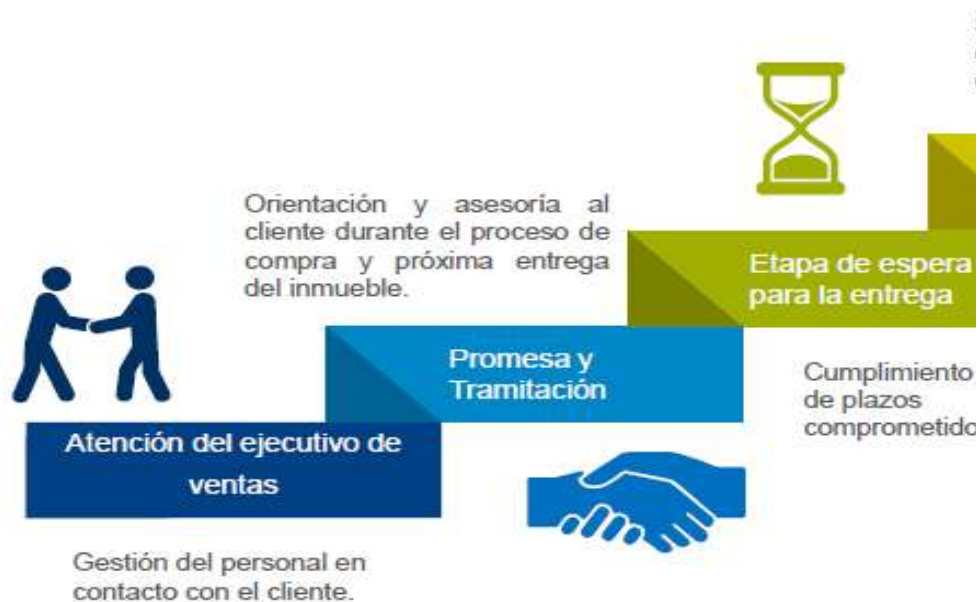 Orientación y asesoría al
cliente durante el proceso de
compra y próxima entrega
del inmueble.
Etapa de espera
para la entrega
Promesa y
Tramitación
Cumplimiento
de plazos
Atención del ejecutivo de
ventas
Gestión del personal en
contacto con el cliente.